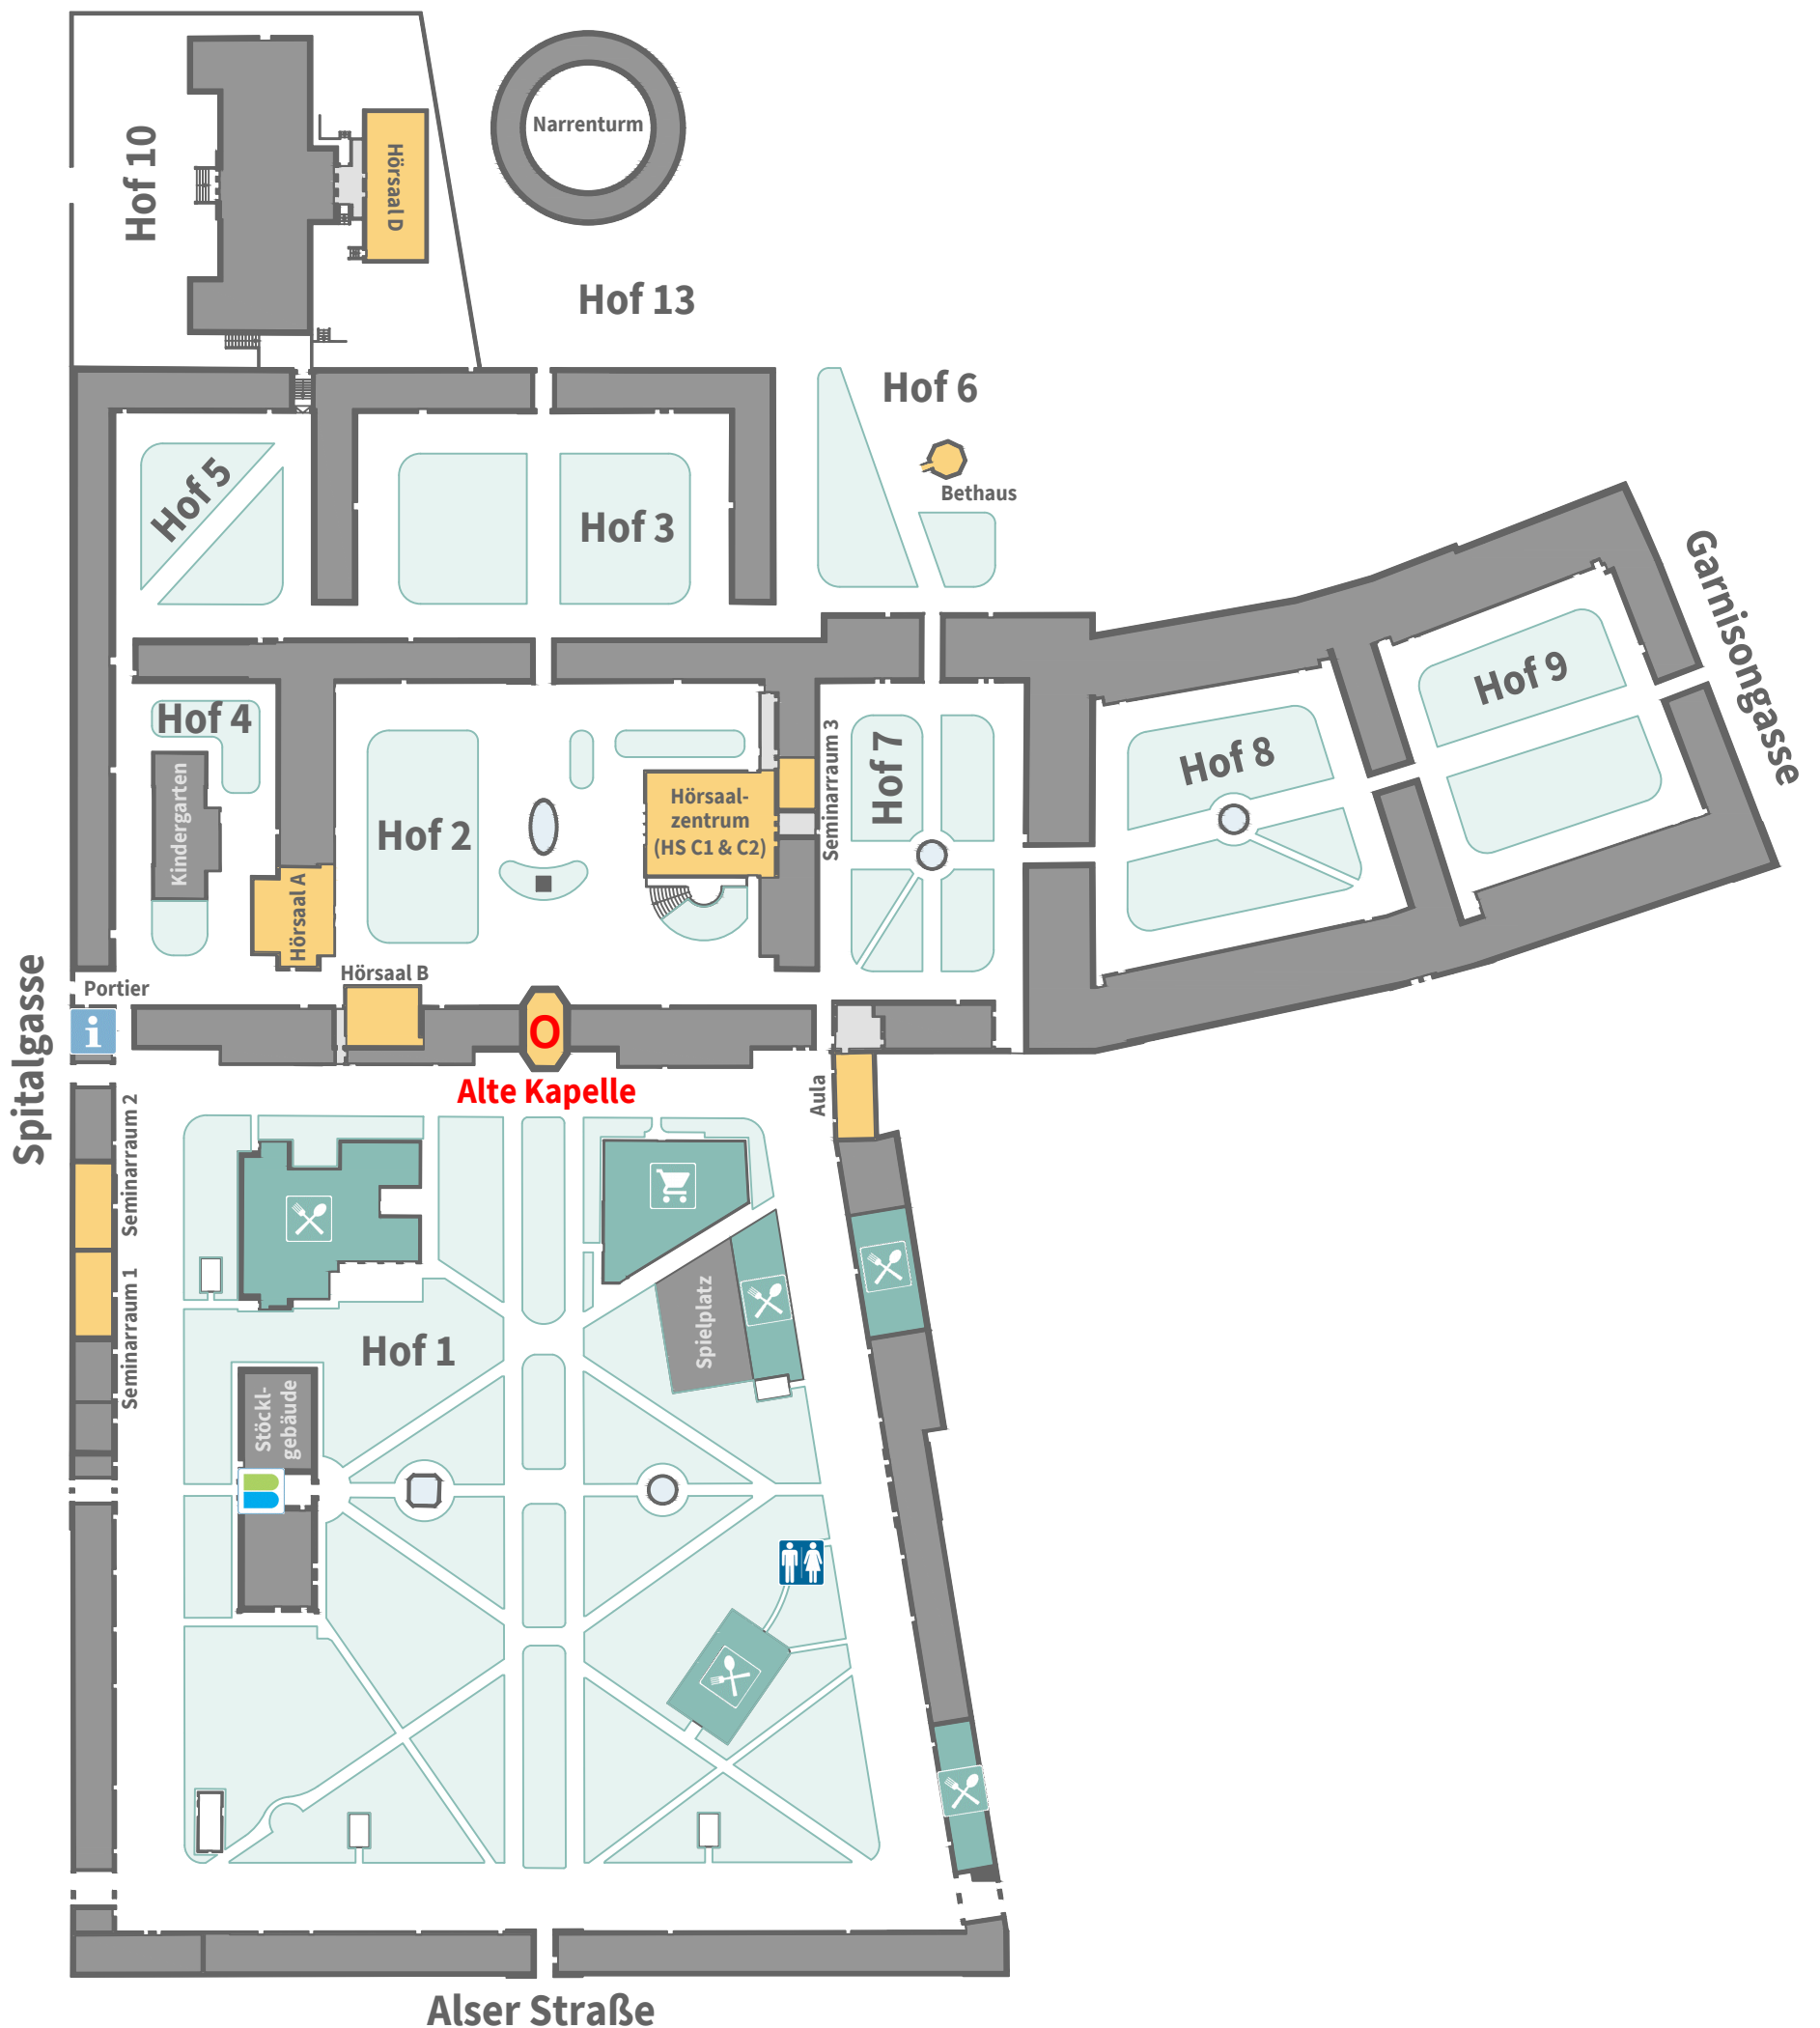 Narrenturm
Hof 10
Hörsaal D
Hof 13
Hof 6
Bethaus
Hof 5
Hof 3
Garnisongasse
Hof 9
Hof 4
Hof 8
Hof 7
Seminarraum 3
Kindergarten
Hof 2
Hörsaal-
zentrum
(HS C1 & C2)
Hörsaal A
Hörsaal B
Portier
i
Spitalgasse
O
Alte Kapelle
Aula
Seminarraum 2
Seminarraum 1
Spielplatz
Hof 1
Stöckl-
gebäude
Alser Straße